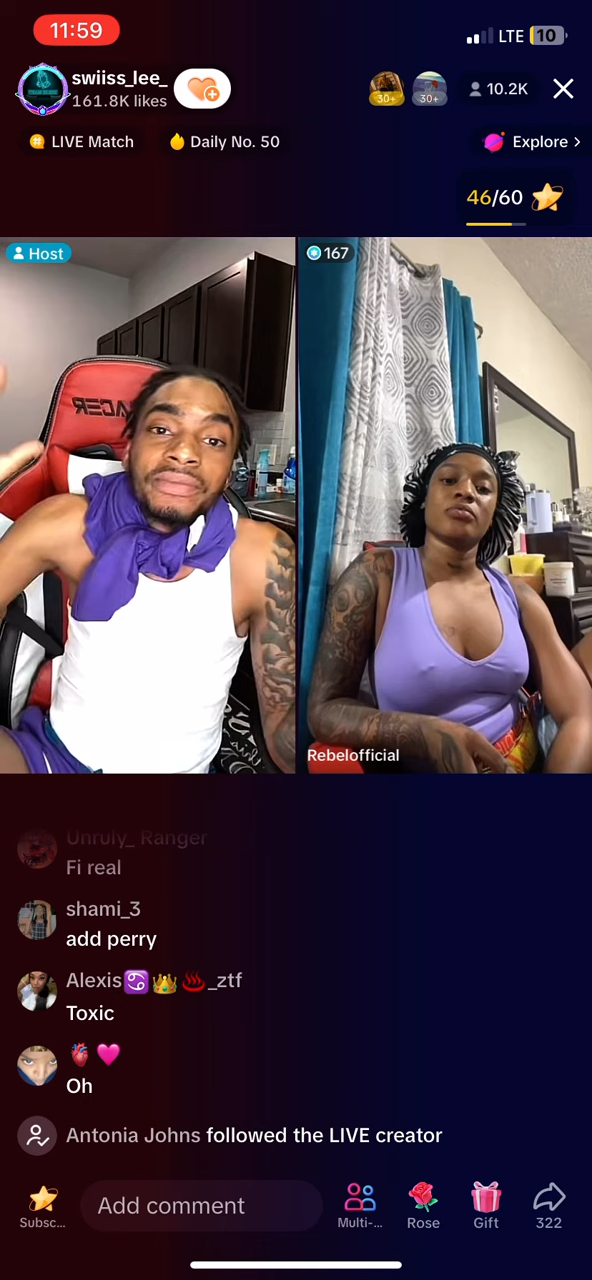 11:59
LTE 10
swiiss_lee_
161.8K likes
30+
30+
10.2K
LIVE Match
Daily No. 50
Explore >
46/60
Host
167
RACER
Rebelofficial
Unruly_ Ranger
Fi real
shami_3
add perry
Alexis♋👑♨️_ztf
Toxic
🫀💗
Oh
Antonia Johns followed the LIVE creator
Subsc...
Add comment
Multi-...
Rose
Gift
322